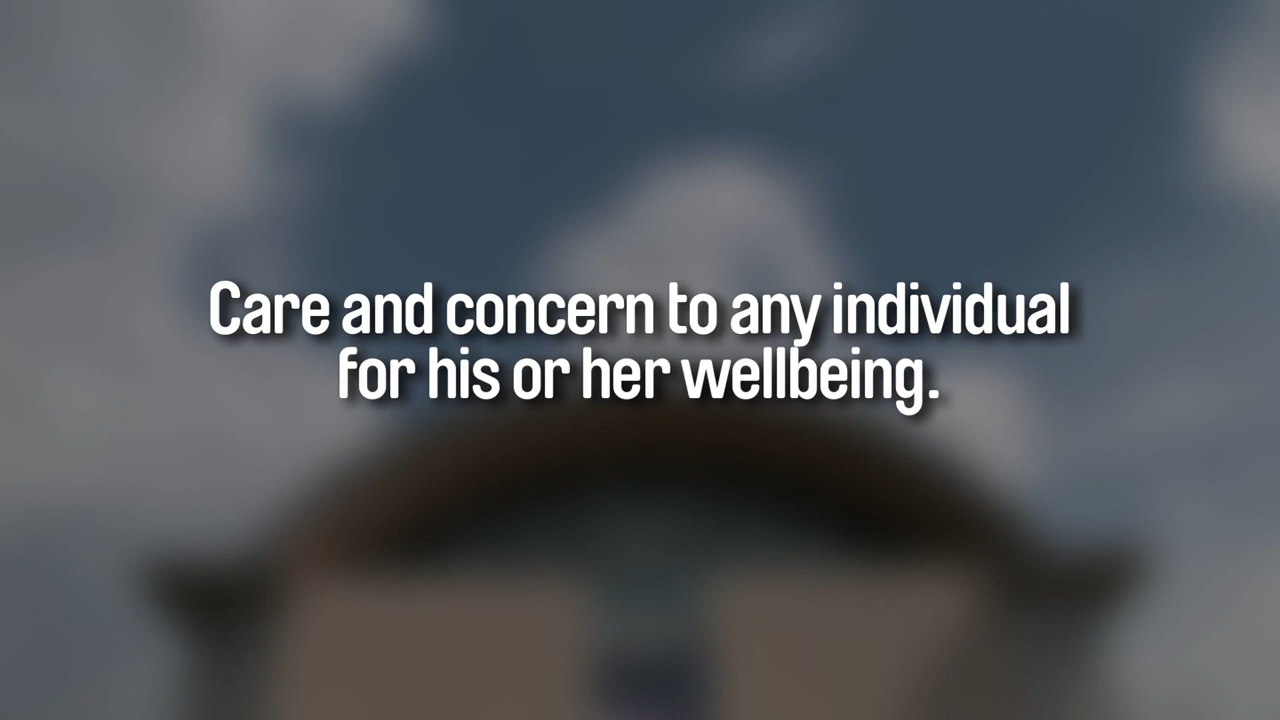 Care and concern to any individual
for his or her wellbeing.